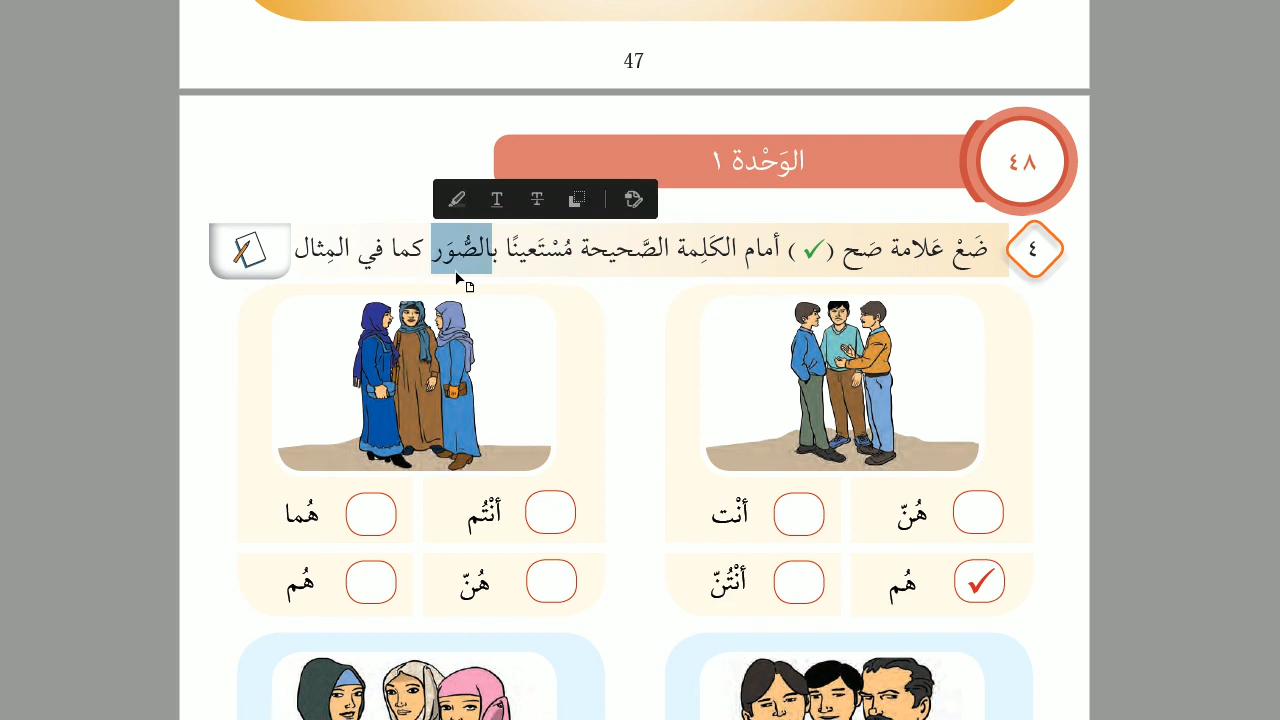 47
٤٨
الوَحْدة ١
٤
ضَعْ عَلامة صَح (✓) أمام الكَلِمة الصَّحيحة مُسْتَعينًا بالصُّوَر كما في المِثال
هُنّ
أنْت
هُم ✓
أنْتُنّ
أنْتُم
هُما
هُنّ
هُم